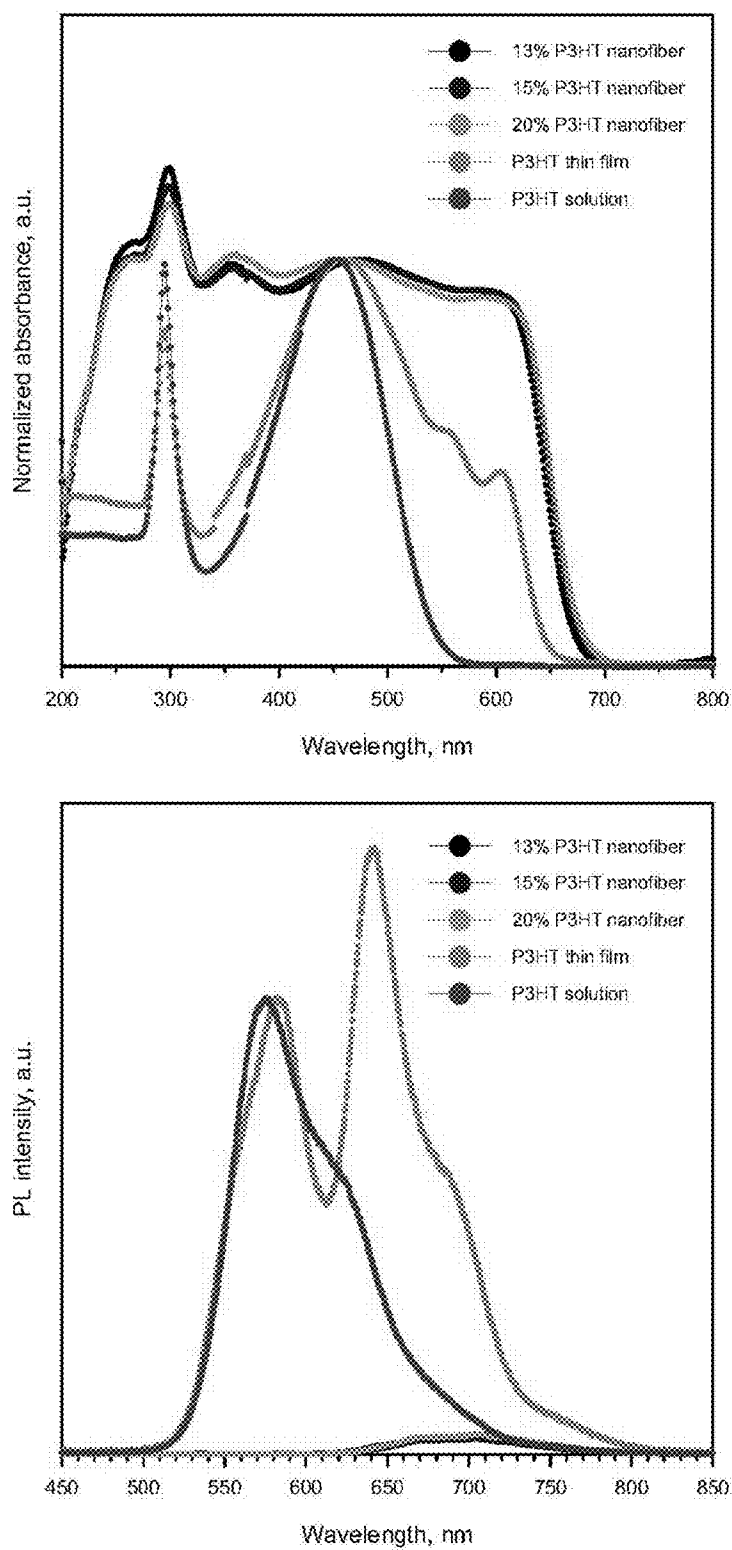 13% P3HT nanofiber
15% P3HT nanofiber
20% P3HT nanofiber
P3HT thin film
P3HT solution
Normalized absorbance, a.u.
200 300 400 500 600 700 800
Wavelength, nm
13% P3HT nanofiber
15% P3HT nanofiber
20% P3HT nanofiber
P3HT thin film
P3HT solution
PL intensity, a.u.
450 500 550 600 650 700 750 800 850
Wavelength, nm